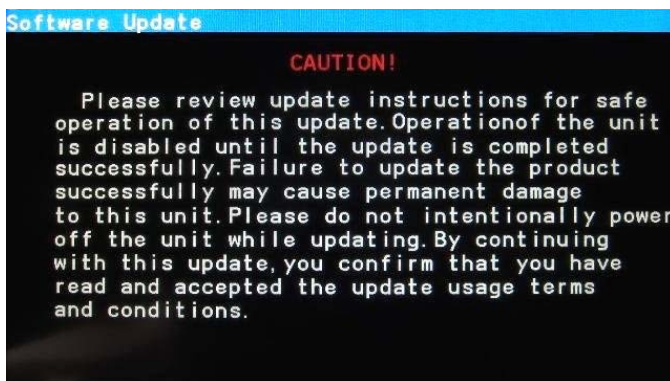 Software Update
CAUTION!
Please review update instructions for safe
operation of this update.Operationof the unit
is disabled until the update is completed
successfully.Failure to update the product
successfully may cause permanent damage
to this unit.Please do not intentionally power
off the unit while updating.By continuing
with this update,you confirm that you have
read and accepted the update usage terms
and conditions.